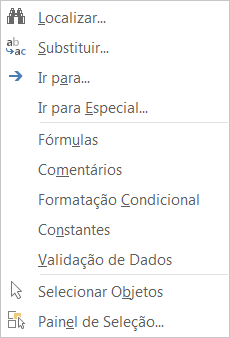 Localizar...
Substituir...
Ir para...
Ir para Especial...
Fórmulas
Comentários
Formatação Condicional
Constantes
Validação de Dados
Selecionar Objetos
Painel de Seleção...